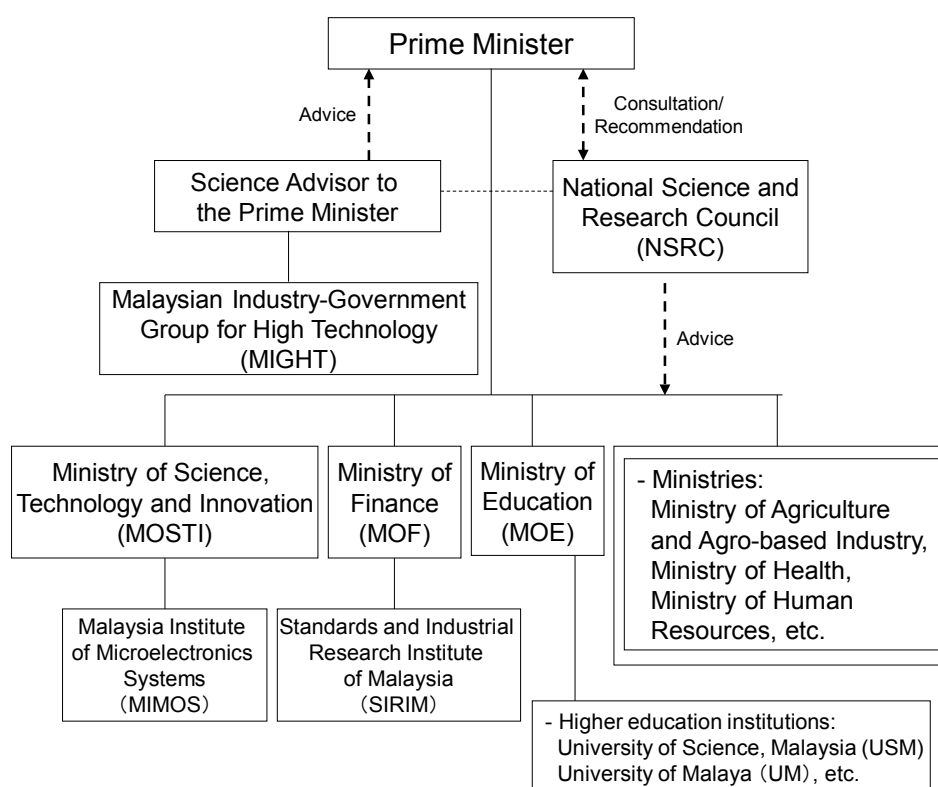 Prime Minister
Advice
Consultation/
Recommendation
Science Advisor to
the Prime Minister
National Science and
Research Council
(NSRC)
Malaysian Industry-Government
Group for High Technology
(MIGHT)
Advice
Ministry of Science,
Technology and Innovation
(MOSTI)
Ministry of
Finance
(MOF)
Ministry of
Education
(MOE)
- Ministries:
Ministry of Agriculture
and Agro-based Industry,
Ministry of Health,
Ministry of Human
Resources, etc.
Malaysia Institute
of Microelectronics
Systems
(MIMOS)
Standards and Industrial
Research Institute
of Malaysia
(SIRIM)
- Higher education institutions:
University of Science, Malaysia (USM)
University of Malaya (UM), etc.